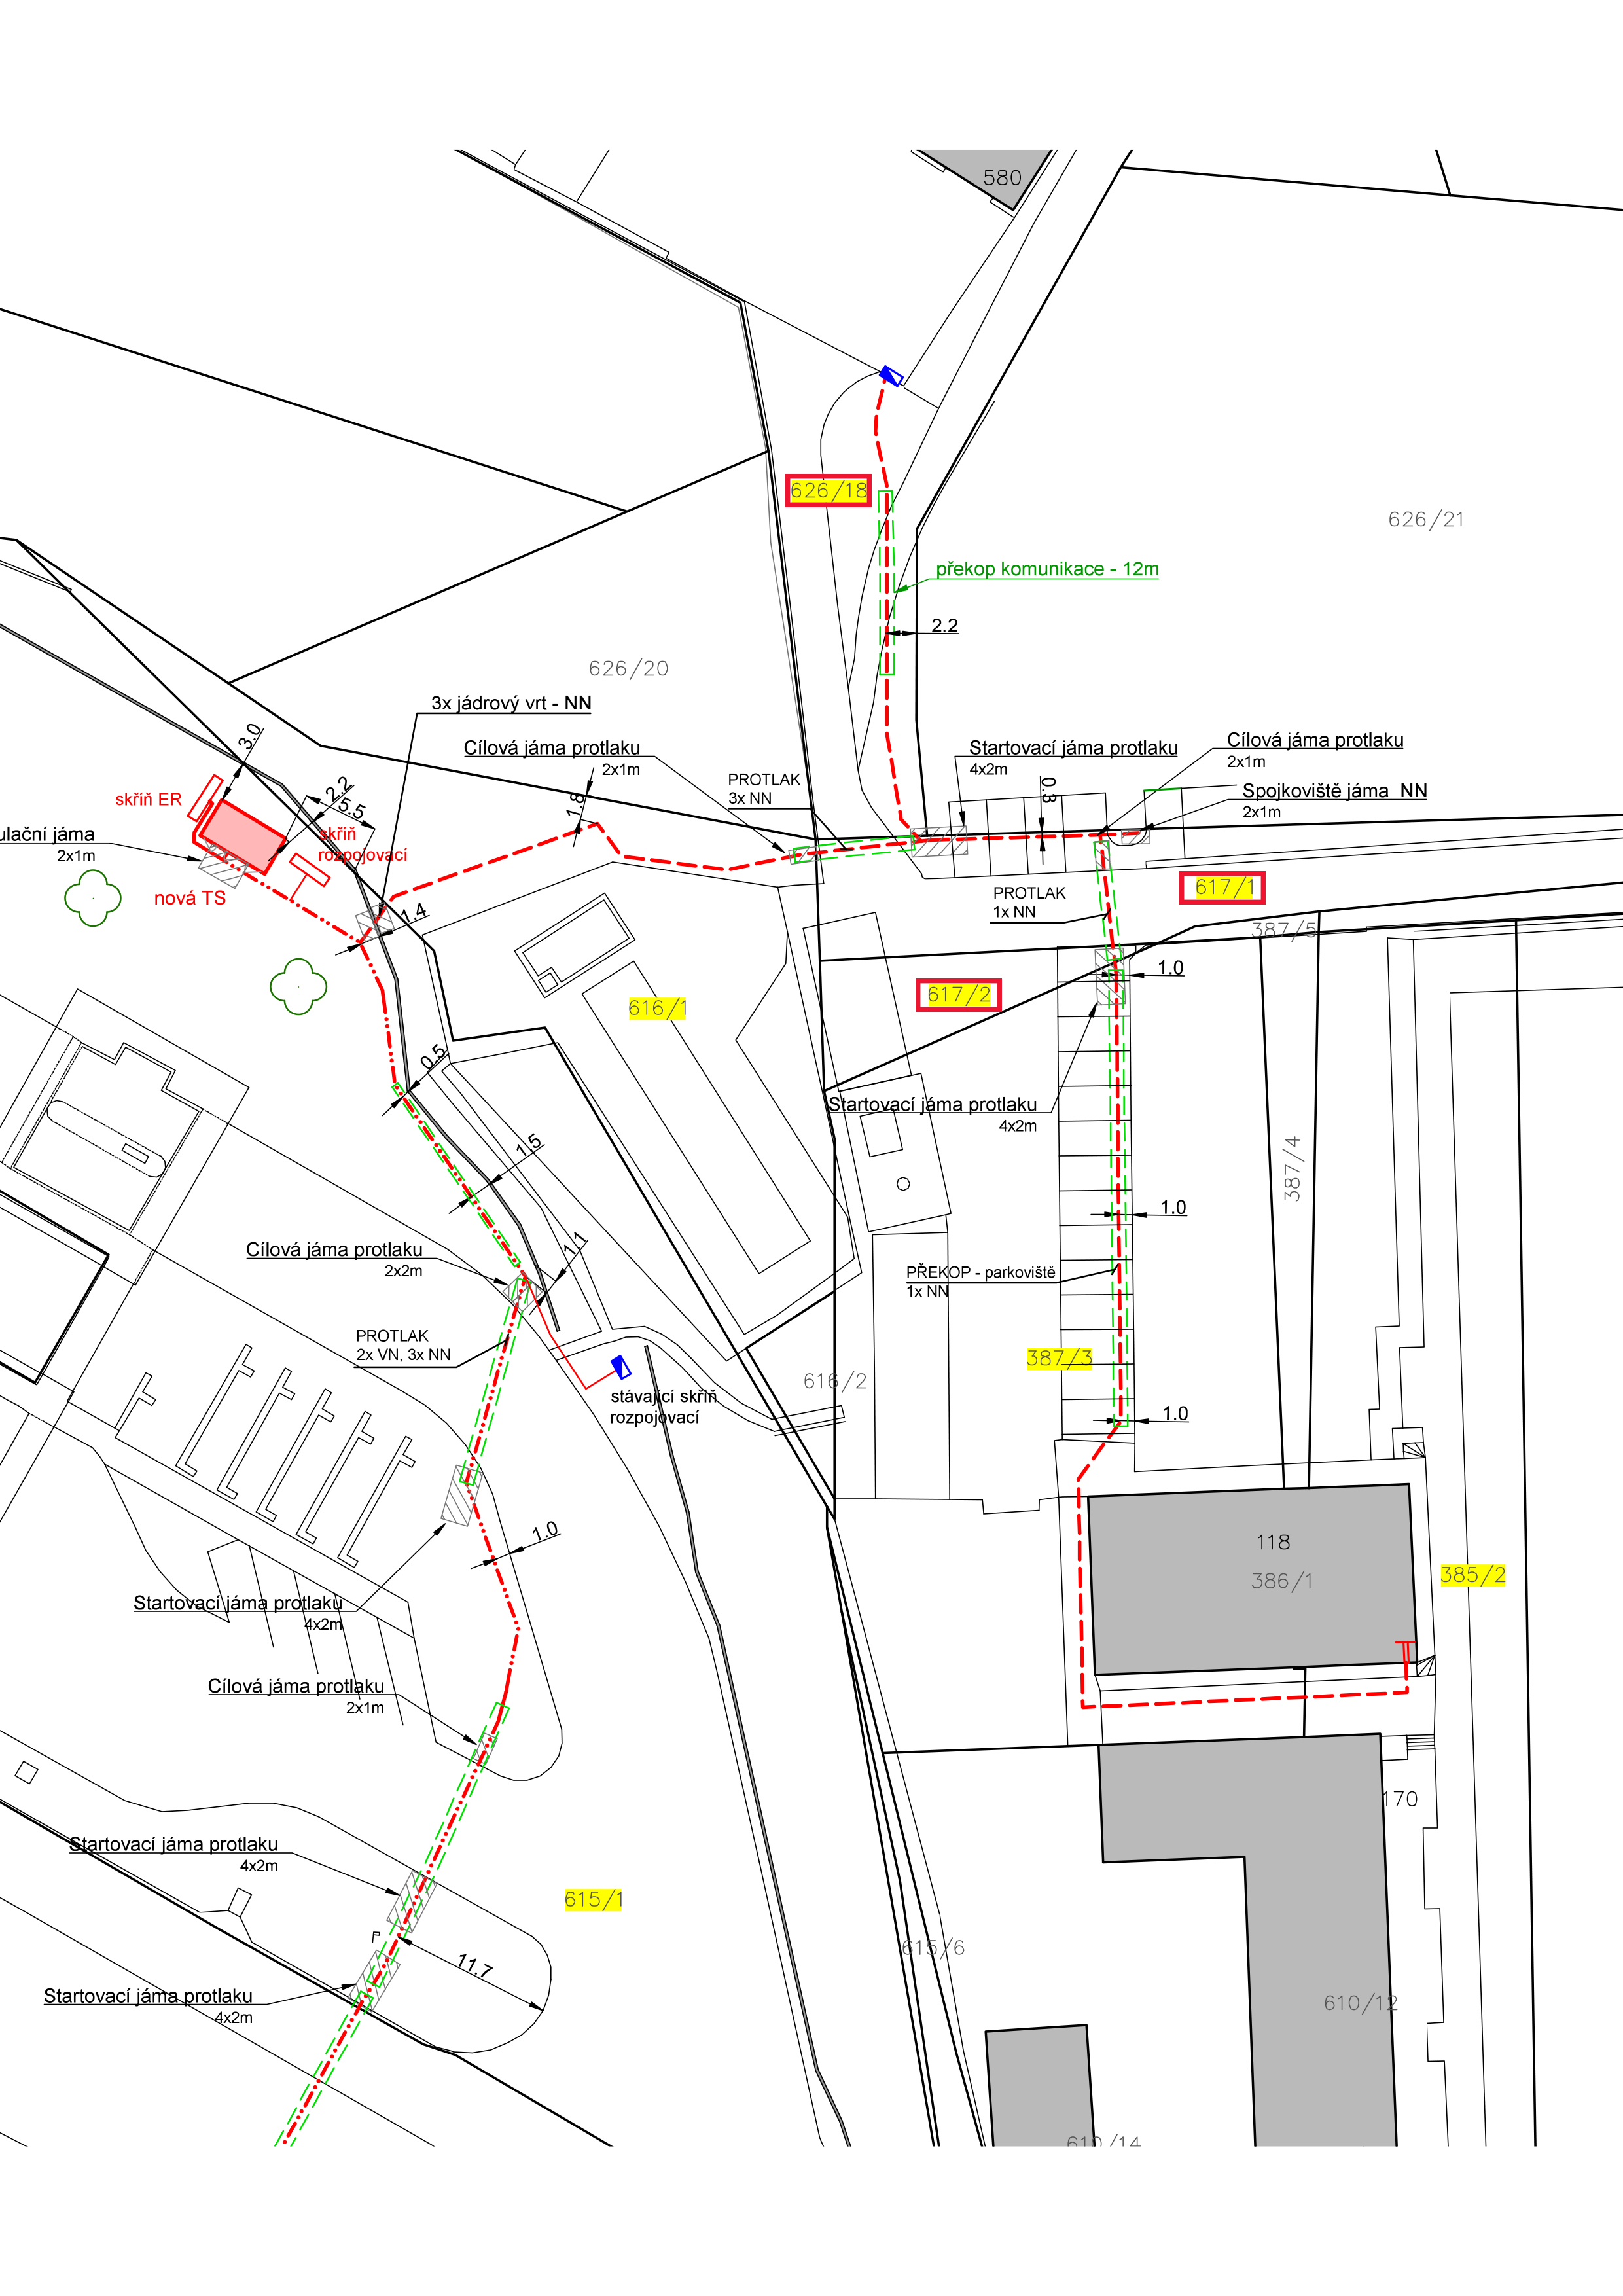 580
626/18
626/21
překop komunikace - 12m
2.2
626/20
3x jádrový vrt - NN
3.0
Cílová jáma protlaku
2x1m
Startovací jáma protlaku
4x2m
Cílová jáma protlaku
2x1m
PROTLAK
3x NN
0.3
Spojkoviště jáma NN
2x1m
skříň ER
2.2
5.5
1.8
skříň
rozpojovací
ulační jáma
2x1m
nová TS
1.4
617/1
PROTLAK
1x NN
387/5
1.0
617/2
616/1
0.5
Startovací jáma protlaku
4x2m
1.5
387/4
1.0
1.1
Cílová jáma protlaku
2x2m
PŘEKOP - parkoviště
1x NN
PROTLAK
2x VN, 3x NN
387/3
616/2
stávající skříň
rozpojovací
1.0
1.0
118
386/1
385/2
Startovací jáma protlaku
4x2m
Cílová jáma protlaku
2x1m
170
Startovací jáma protlaku
4x2m
615/1
615/6
11.7
Startovací jáma protlaku
4x2m
610/12
610/14